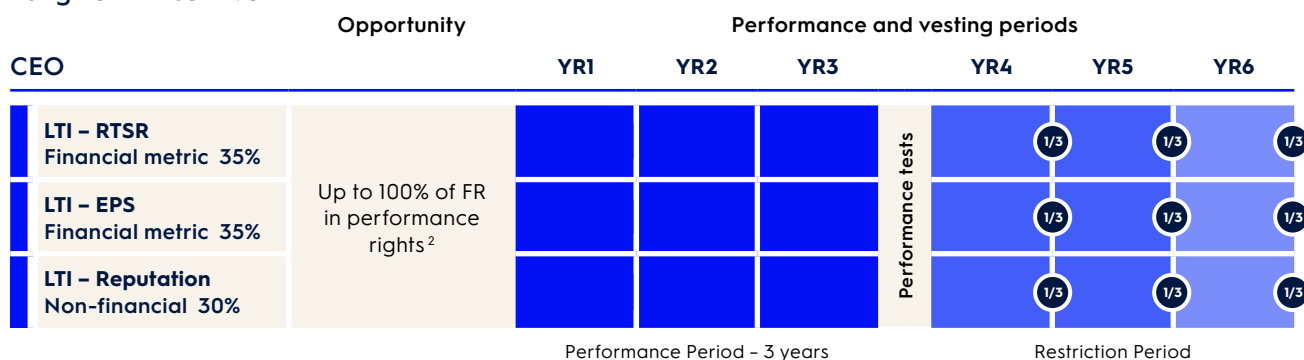 Opportunity Performance and vesting periods
CEO YR1 YR2 YR3 YR4 YR5 YR6
LTI – RTSR
Financial metric 35%
LTI – EPS
Financial metric 35%
LTI – Reputation
Non-financial 30%
Up to 100% of FR
in performance
rights 2
Performance tests
1/3 1/3 1/3
1/3 1/3 1/3
1/3 1/3 1/3
Performance Period – 3 years Restriction Period